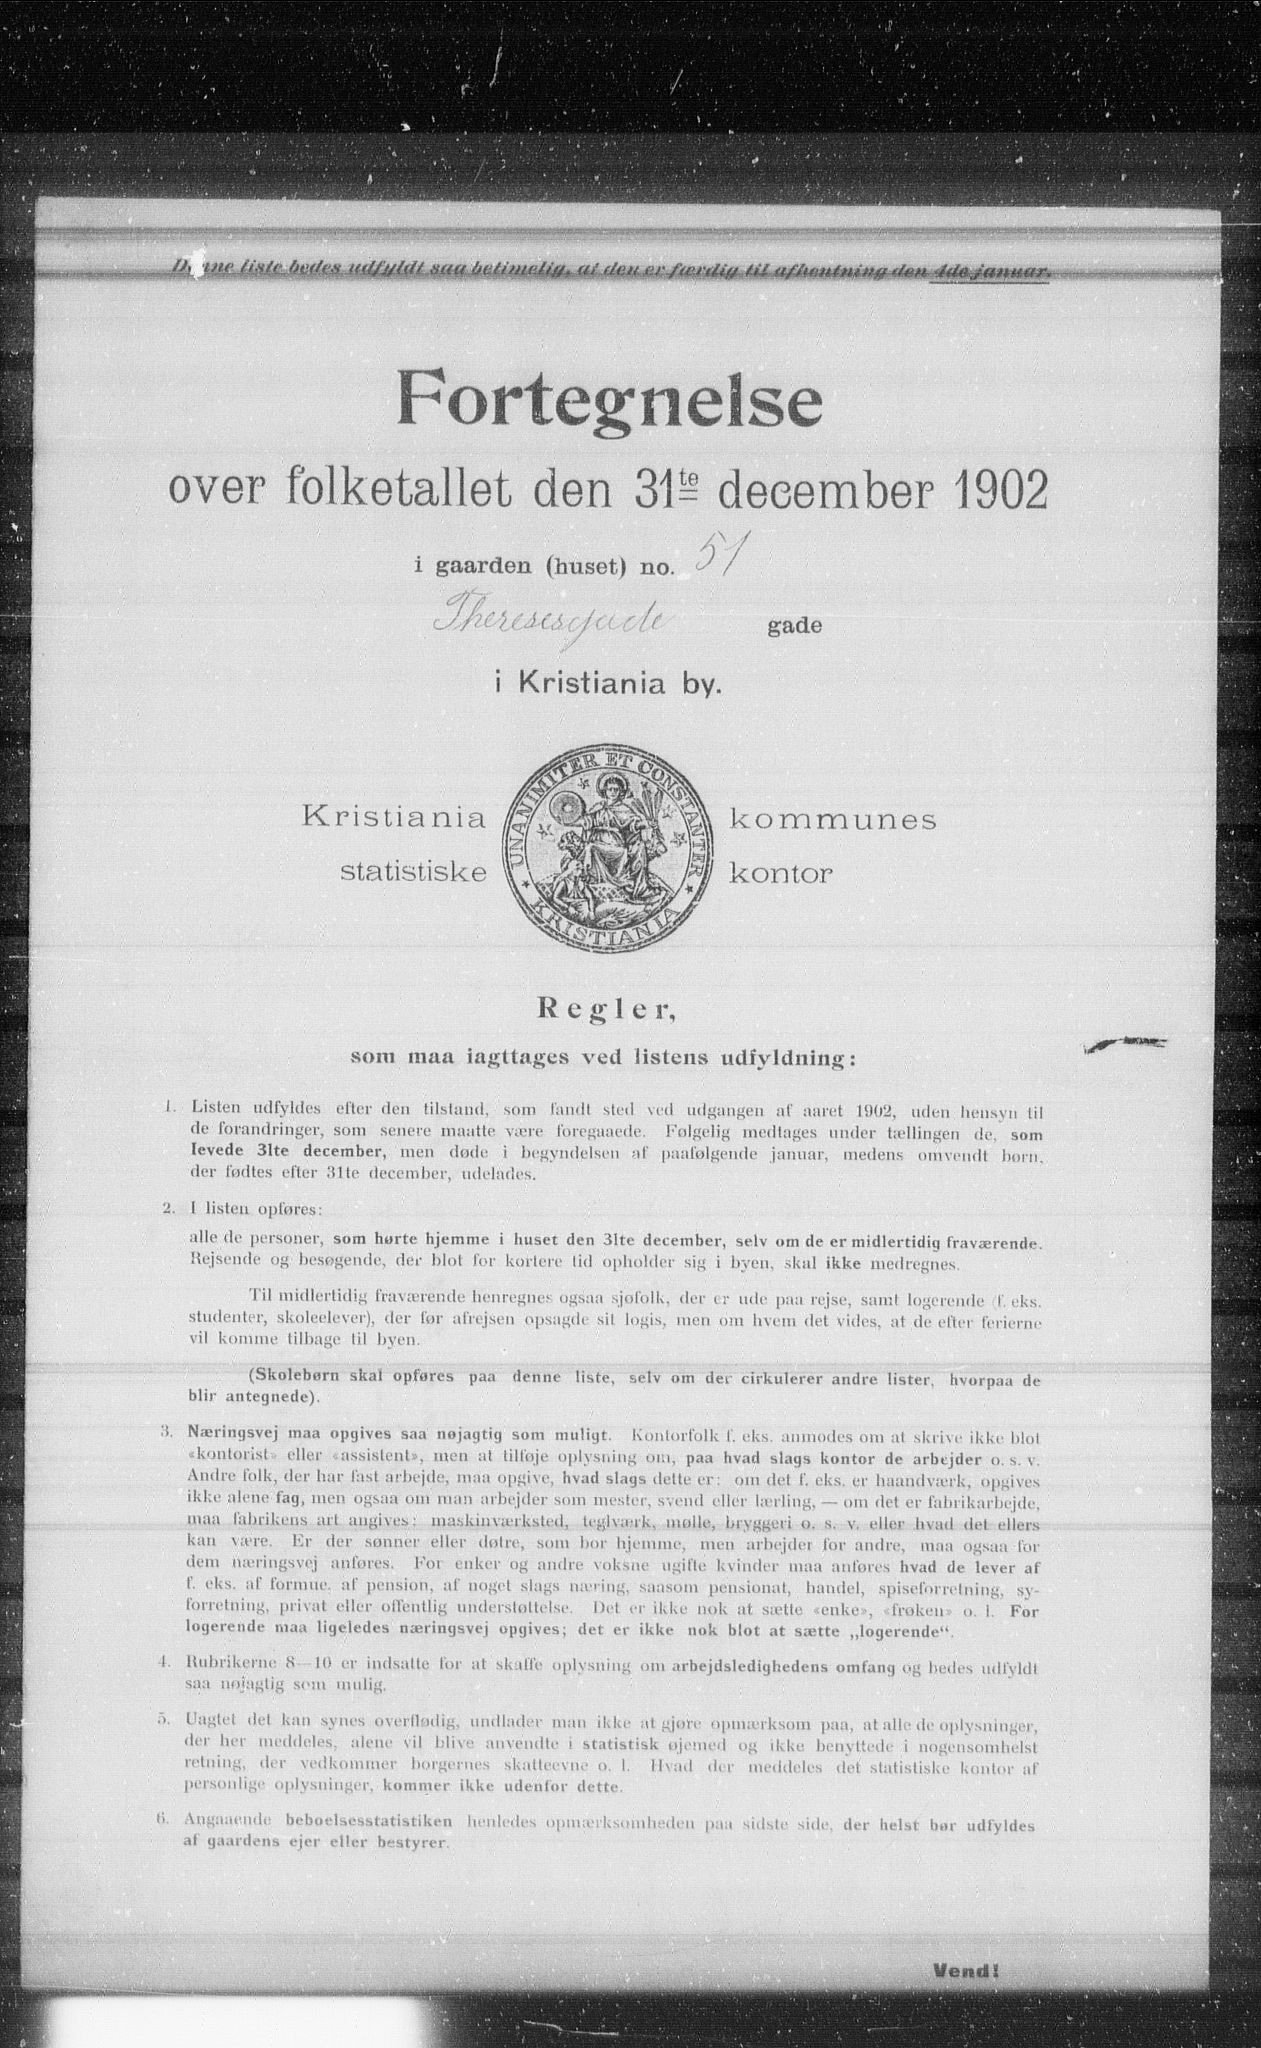 Denne liste bedes udfyldt saa betimelig, at den er færdig til afhentning den 4de januar.
Fortegnelse
over folketallet den 31te december 1902
i gaarden (huset) no. 51
Theresesgade gade
i Kristiania by.
UNANIMITER ET CONSTANTER
Kristiania kommunes
statistiske kontor
KRISTIANIA
Regler,
som maa iagttages ved listens udfyldning:
1. Listen udfyldes efter den tilstand, som fandt sted ved udgangen af aaret 1902, uden hensyn til
de forandringer, som senere maatte være foregaaede. Følgelig medtages under tællingen de, som
levede 31te december, men døde i begyndelsen af paafølgende januar, medens omvendt børn,
der fødtes efter 31te december, udelades.
2. I listen opføres:
alle de personer, som hørte hjemme i huset den 31te december, selv om de er midlertidig fraværende.
Rejsende og besøgende, der blot for kortere tid opholder sig i byen, skal ikke medregnes.
Til midlertidig fraværende henregnes ogsaa sjøfolk, der er ude paa rejse, samt logerende (f. eks.
studenter, skoleelever), der før afrejsen opsagde sit logis, men om hvem det vides, at de efter ferierne
vil komme tilbage til byen.
(Skolebørn skal opføres paa denne liste, selv om der cirkulerer andre lister, hvorpaa de
blir antegnede).
3. Næringsvej maa opgives saa nøjagtig som muligt. Kontorfolk f. eks. anmodes om at skrive ikke blot
«kontorist» eller «assistent», men at tilføje oplysning om, paa hvad slags kontor de arbejder o. s. v.
Andre folk, der har fast arbejde, maa opgive, hvad slags dette er: om det f. eks. er haandværk, opgives
ikke alene fag, men ogsaa om man arbejder som mester, svend eller lærling, — om det er fabrikarbejde,
maa fabrikens art angives: maskinværksted, teglværk, mølle, bryggeri o. s. v. eller hvad det ellers
kan være. Er der sønner eller døtre, som bor hjemme, men arbejder for andre, maa ogsaa for
dem næringsvej anføres. For enker og andre voksne ugifte kvinder maa anføres hvad de lever af
f. eks. af formue, af pension, af noget slags næring, saasom pensionat, handel, spiseforretning, sy-
forretning, privat eller offentlig understøttelse. Det er ikke nok at sætte «enke», «frøken» o. l. For
logerende maa ligeledes næringsvej opgives; det er ikke nok blot at sætte „logerende“.
4. Rubrikerne 8—10 er indsatte for at skaffe oplysning om arbejdsledighedens omfang og bedes udfyldt
saa nøjagtig som mulig.
5. Uagtet det kan synes overflødig, undlader man ikke at gjøre opmærksom paa, at alle de oplysninger,
der her meddeles, alene vil blive anvendte i statistisk øjemed og ikke benyttede i nogensomhelst
retning, der vedkommer borgernes skatteevne o. l. Hvad der meddeles det statistiske kontor af
personlige oplysninger, kommer ikke udenfor dette.
6. Angaaende beboelsesstatistiken henledes opmærksomheden paa sidste side, der helst bør udfyldes
af gaardens ejer eller bestyrer.
Vend!